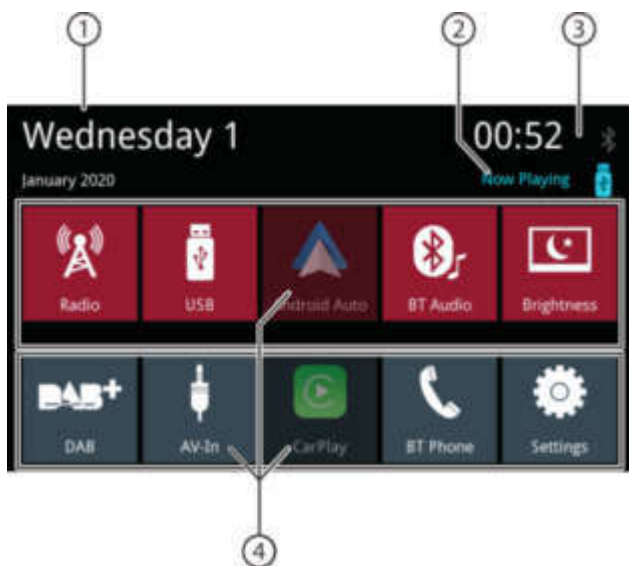 1 2 3
Wednesday 1 00:52
January 2020 Now Playing
Radio USB Android Auto BT Audio Brightness
DAB+
DAB AV-In CarPlay BT Phone Settings
4